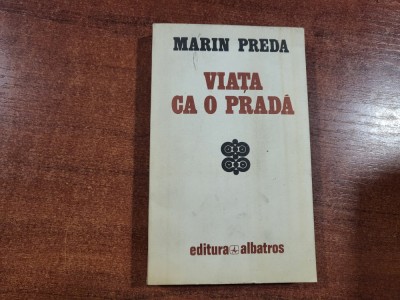 MARIN PREDA
VIAȚA
CA O PRADĂ
editura albatros